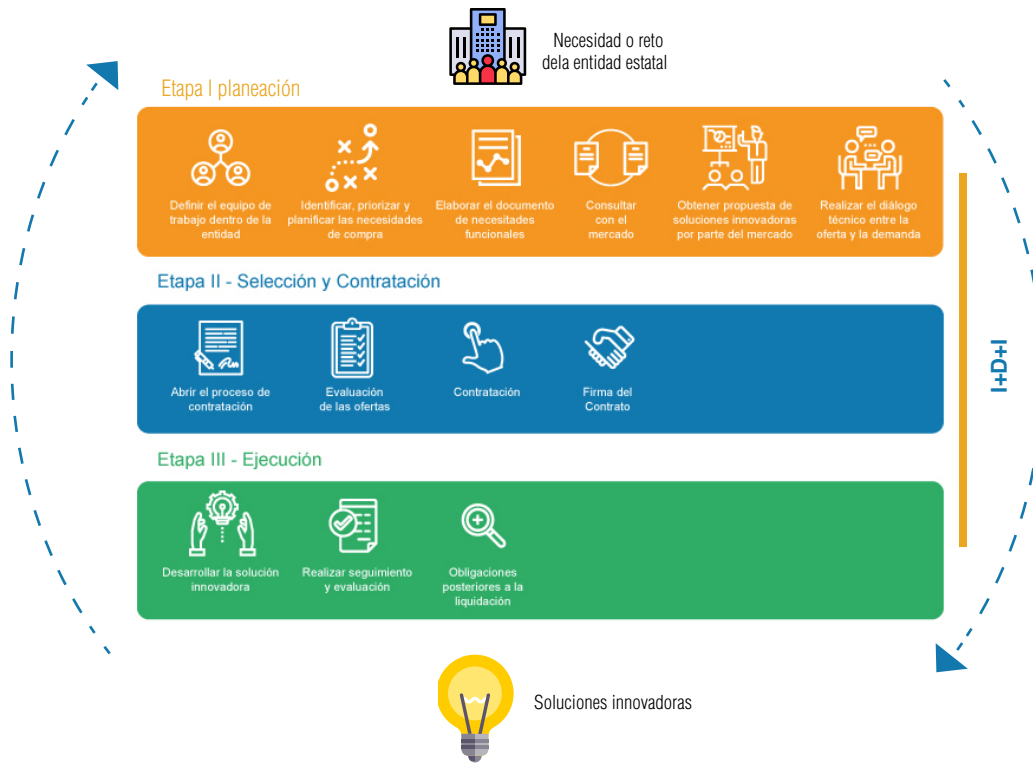 Necesidad o reto
dela entidad estatal
Etapa I planeación
Definir el equipo de
trabajo dentro de la
entidad
Identificar, priorizar y
planificar las necesidades
de compra
Elaborar el documento
de necesitades
funcionales
Consultar
con el
mercado
Obtener propuesta de
soluciones innovadoras
por parte del mercado
Realizar el diálogo
técnico entre la
oferta y la demanda
Etapa II - Selección y Contratación
Abrir el proceso de
contratación
Evaluación
de las ofertas
Contratación
Firma del
Contrato
I+D+I
Etapa III - Ejecución
Desarrollar la solución
innovadora
Realizar seguimiento
y evaluación
Obligaciones
posteriores a la
liquidación
Soluciones innovadoras